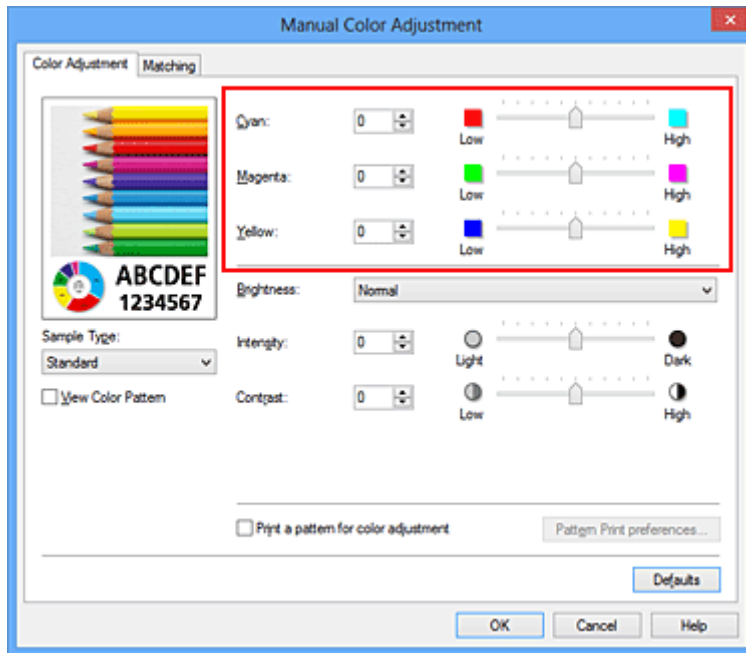 Manual Color Adjustment
Color Adjustment Matching
Cyan: 0 Low High
Magenta: 0 Low High
Yellow: 0 Low High
ABCDEF
1234567
Brightness: Normal
Sample Type:
Standard
Intensity: 0 Light Dark
View Color Pattern
Contrast: 0 Low High
Print a pattern for color adjustment Pattern Print preferences...
Defaults
OK Cancel Help